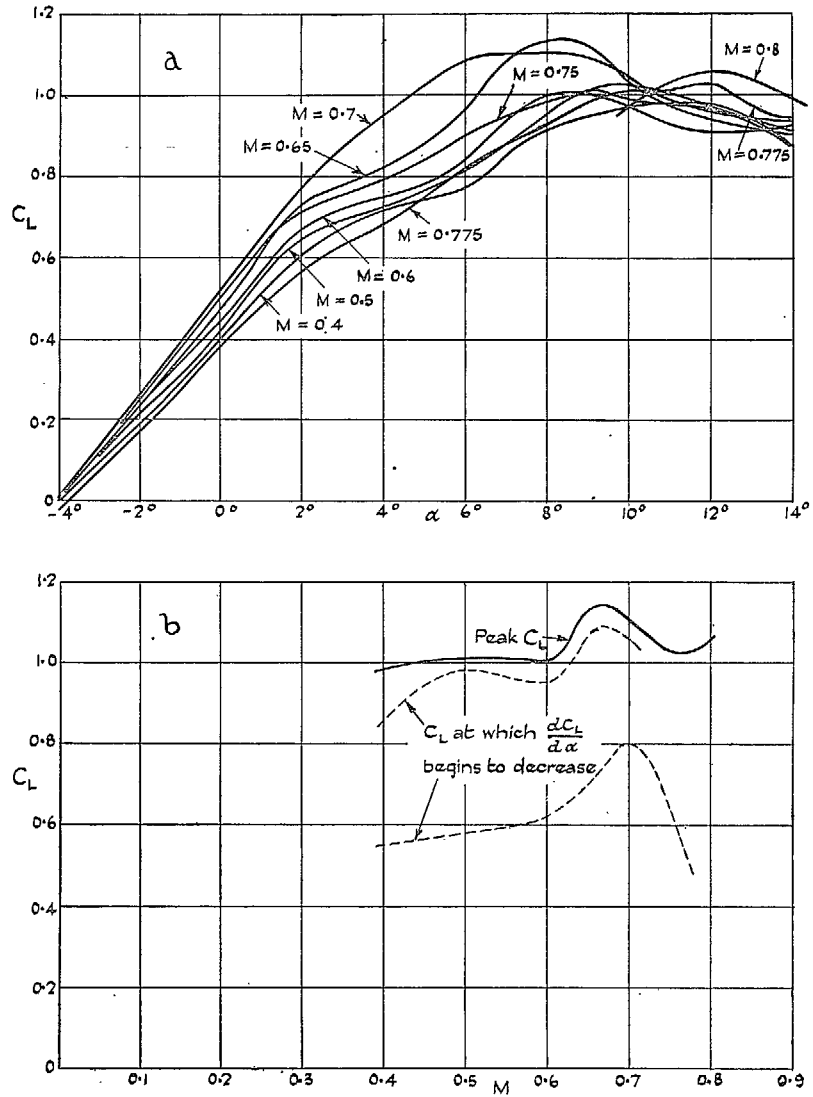 1·2
a
M = 0·8
M = 0·75
1·0
M = 0·7
M = 0·65
M = 0·775
0·8
C_L
M = 0·775
0·6
M = 0·6
M = 0·5
M = 0·4
0·4
0·2
0
-4° -2° 0° 2° 4° α 6° 8° 10° 12° 14°
1·2
b
Peak C_L
1·0
C_L at which dC_L/dα
begins to decrease
0·8
C_L
0·6
0·4
0·2
0
0·1 0·2 0·3 0·4 0·5 M 0·6 0·7 0·8 0·9